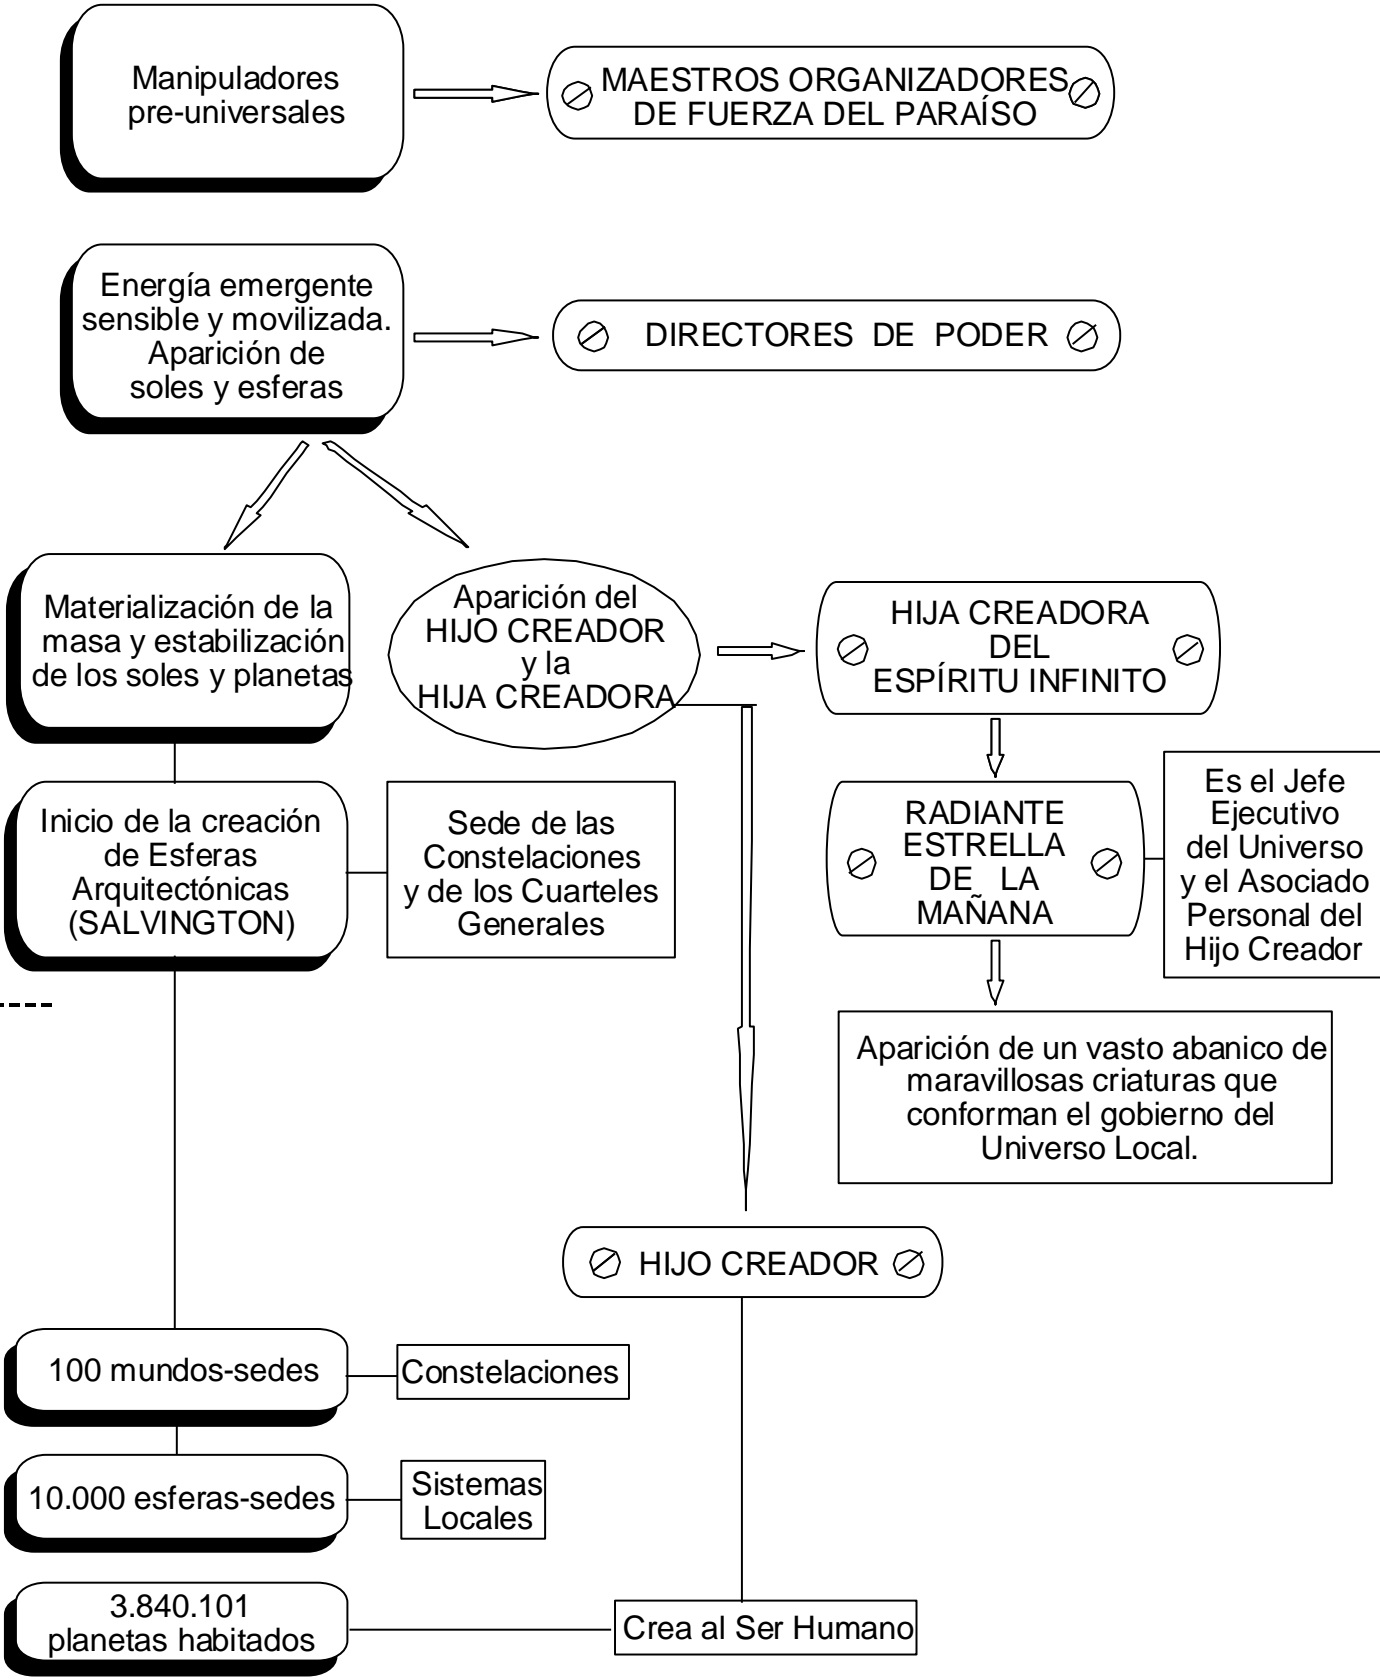 Manipuladores
pre-universales
MAESTROS ORGANIZADORES
DE FUERZA DEL PARAÍSO
Energía emergente
sensible y movilizada.
Aparición de
soles y esferas
DIRECTORES DE PODER
Materialización de la
masa y estabilización
de los soles y planetas
Aparición del
HIJO CREADOR
y la
HIJA CREADORA
HIJA CREADORA
DEL
ESPÍRITU INFINITO
Inicio de la creación
de Esferas
Arquitectónicas
(SALVINGTON)
Sede de las
Constelaciones
y de los Cuarteles
Generales
RADIANTE
ESTRELLA
DE LA
MAÑANA
Es el Jefe
Ejecutivo
del Universo
y el Asociado
Personal del
Hijo Creador
Aparición de un vasto abanico de
maravillosas criaturas que
conforman el gobierno del
Universo Local.
HIJO CREADOR
100 mundos-sedes
Constelaciones
10.000 esferas-sedes
Sistemas
Locales
3.840.101
planetas habitados
Crea al Ser Humano